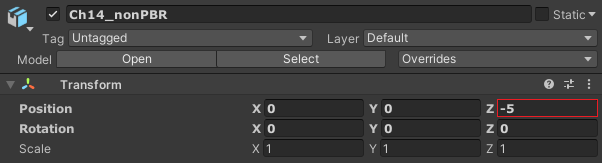 Ch14_nonPBR Static
Tag Untagged Layer Default
Model Open Select Overrides
Transform
Position X 0 Y 0 Z -5
Rotation X 0 Y 0 Z 0
Scale X 1 Y 1 Z 1